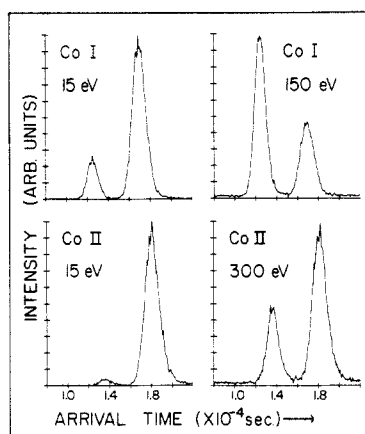 Co I
15 eV
Co I
150 eV
Co II
15 eV
Co II
300 eV
INTENSITY (ARB. UNITS)
1.0 1.4 1.8 1.0 1.4 1.8
ARRIVAL TIME (X10⁻⁴sec.) →